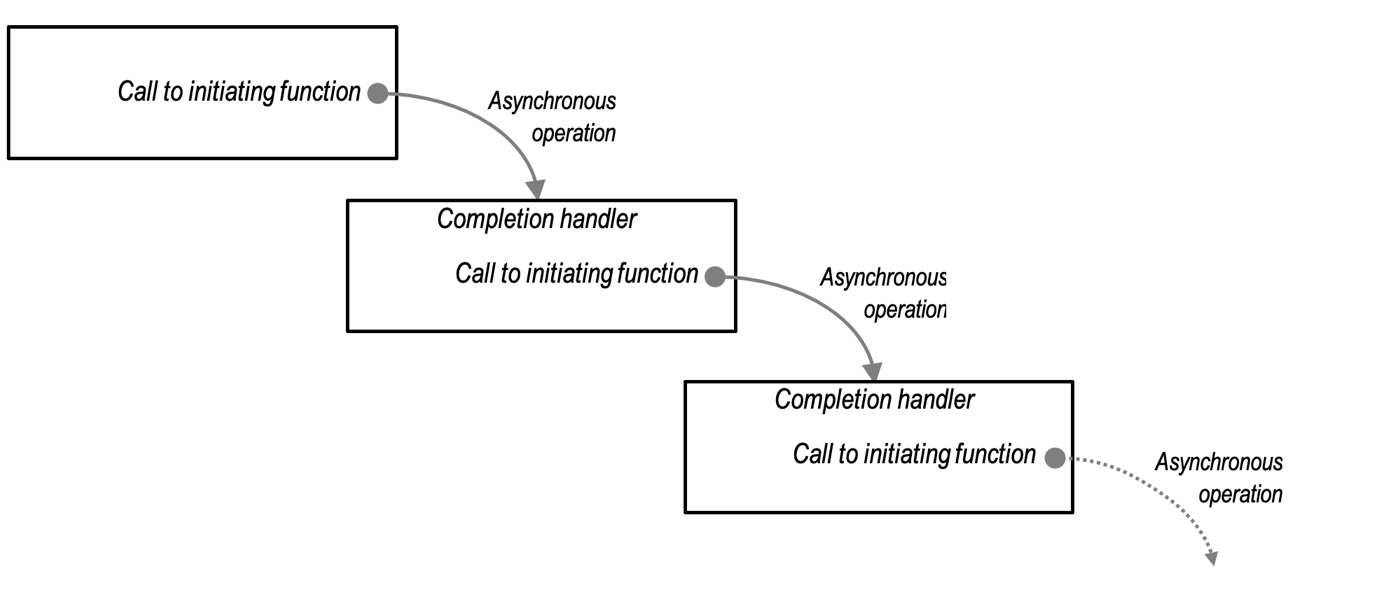 Call to initiating function
Asynchronous
operation
Completion handler
Call to initiating function
Asynchronous
operation
Completion handler
Call to initiating function
Asynchronous
operation